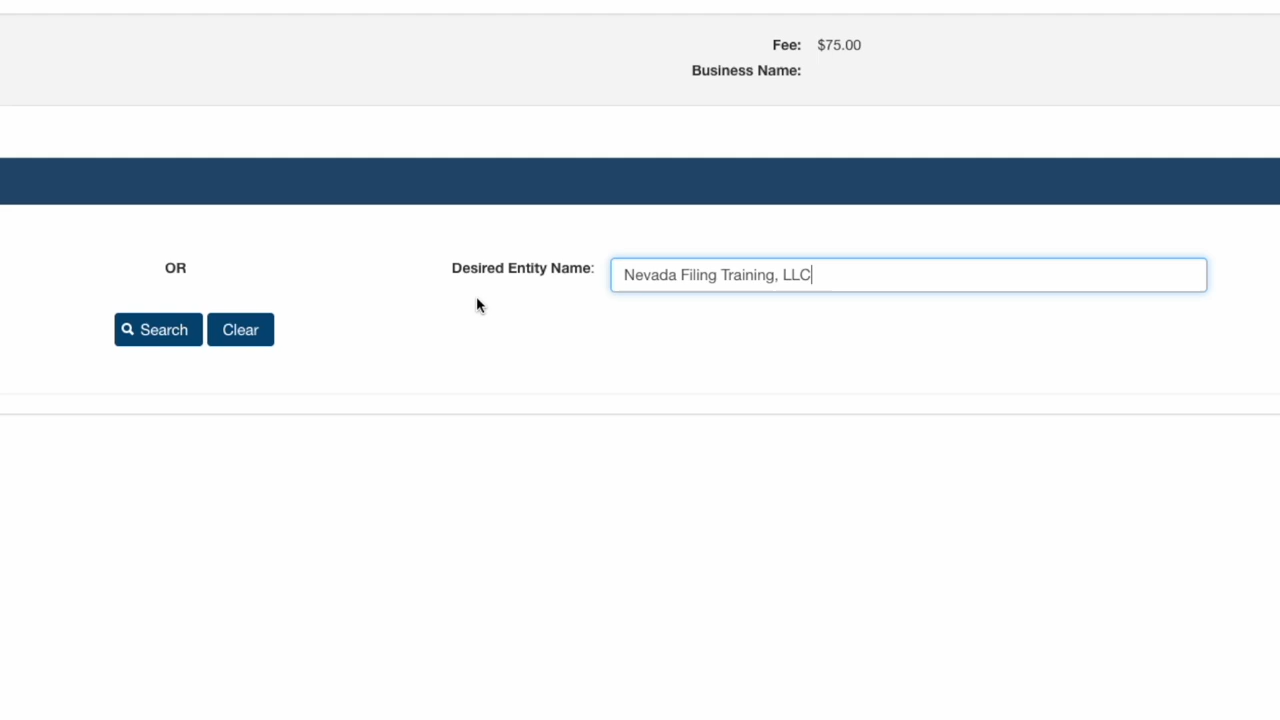 Fee: $75.00
Business Name:
OR
Desired Entity Name: Nevada Filing Training, LLC
Search Clear